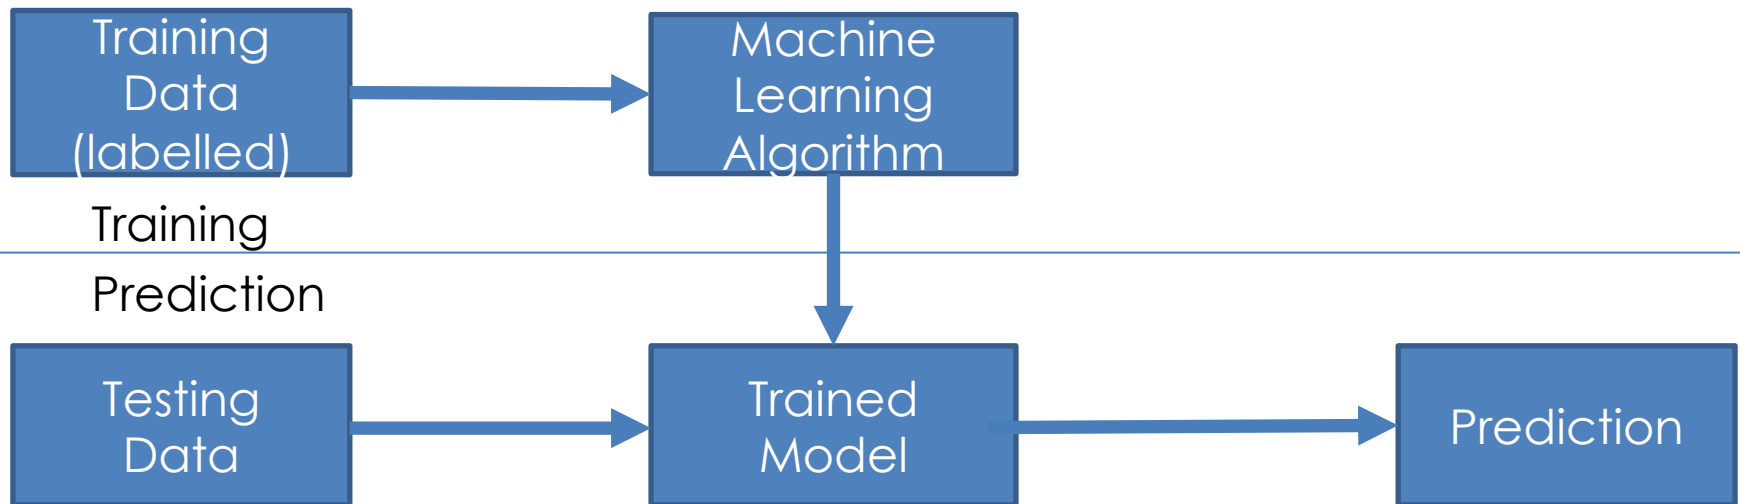 Training
Data
(labelled)
Machine
Learning
Algorithm
Training
Prediction
Testing
Data
Trained
Model
Prediction